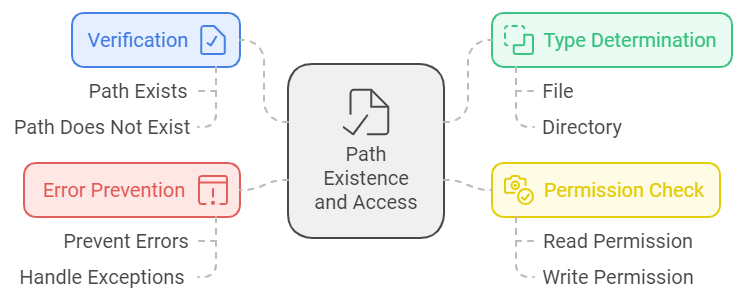 Verification
Path Exists
Path Does Not Exist
Error Prevention
Prevent Errors
Handle Exceptions
Path
Existence
and Access
Type Determination
File
Directory
Permission Check
Read Permission
Write Permission